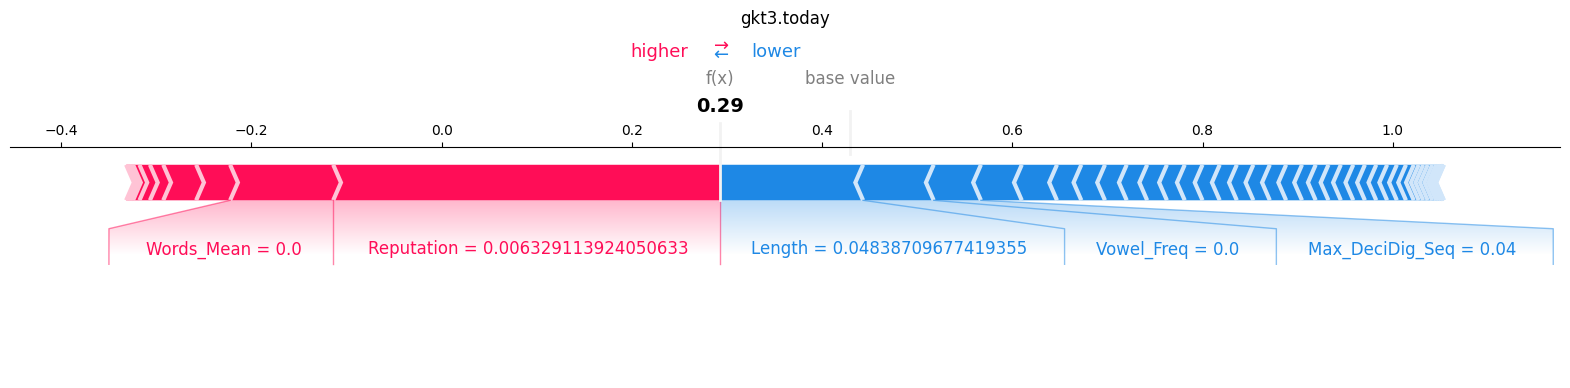 gkt3.today
higher → ← lower
f(x) base value
0.29
−0.4 −0.2 0.0 0.2 0.4 0.6 0.8 1.0
Words_Mean = 0.0 Reputation = 0.006329113924050633 Length = 0.04838709677419355 Vowel_Freq = 0.0 Max_DeciDig_Seq = 0.04